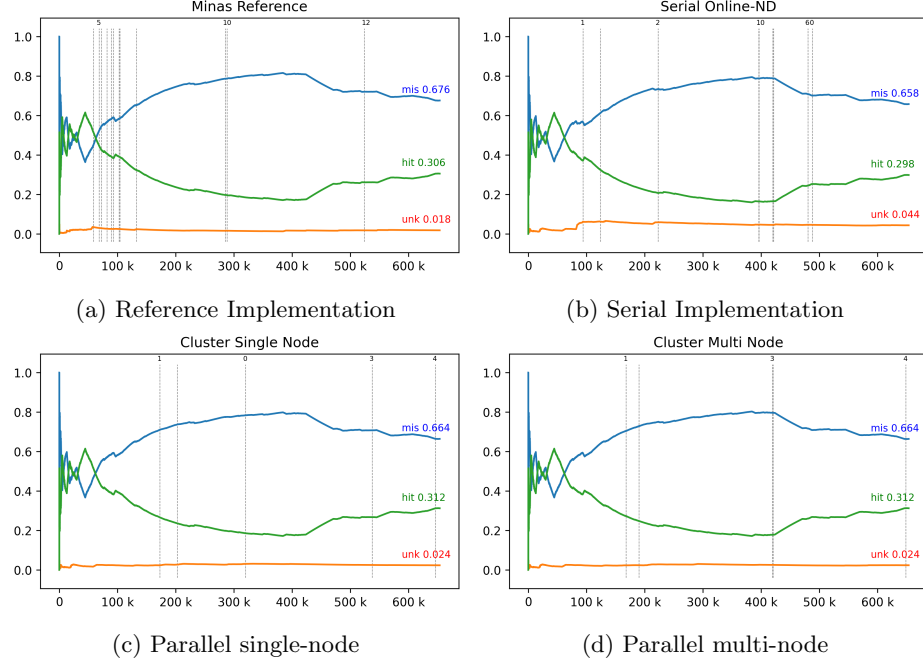 Minas Reference
5 10 12
1.0
0.8
0.6
0.4
0.2
0.0
mis 0.676
hit 0.306
unk 0.018
0 100 k 200 k 300 k 400 k 500 k 600 k
(a) Reference Implementation
Serial Online-ND
1 2 10 60
1.0
0.8
0.6
0.4
0.2
0.0
mis 0.658
hit 0.298
unk 0.044
0 100 k 200 k 300 k 400 k 500 k 600 k
(b) Serial Implementation
Cluster Single Node
1 0 3 4
1.0
0.8
0.6
0.4
0.2
0.0
mis 0.664
hit 0.312
unk 0.024
0 100 k 200 k 300 k 400 k 500 k 600 k
(c) Parallel single-node
Cluster Multi Node
1 3 4
1.0
0.8
0.6
0.4
0.2
0.0
mis 0.664
hit 0.312
unk 0.024
0 100 k 200 k 300 k 400 k 500 k 600 k
(d) Parallel multi-node